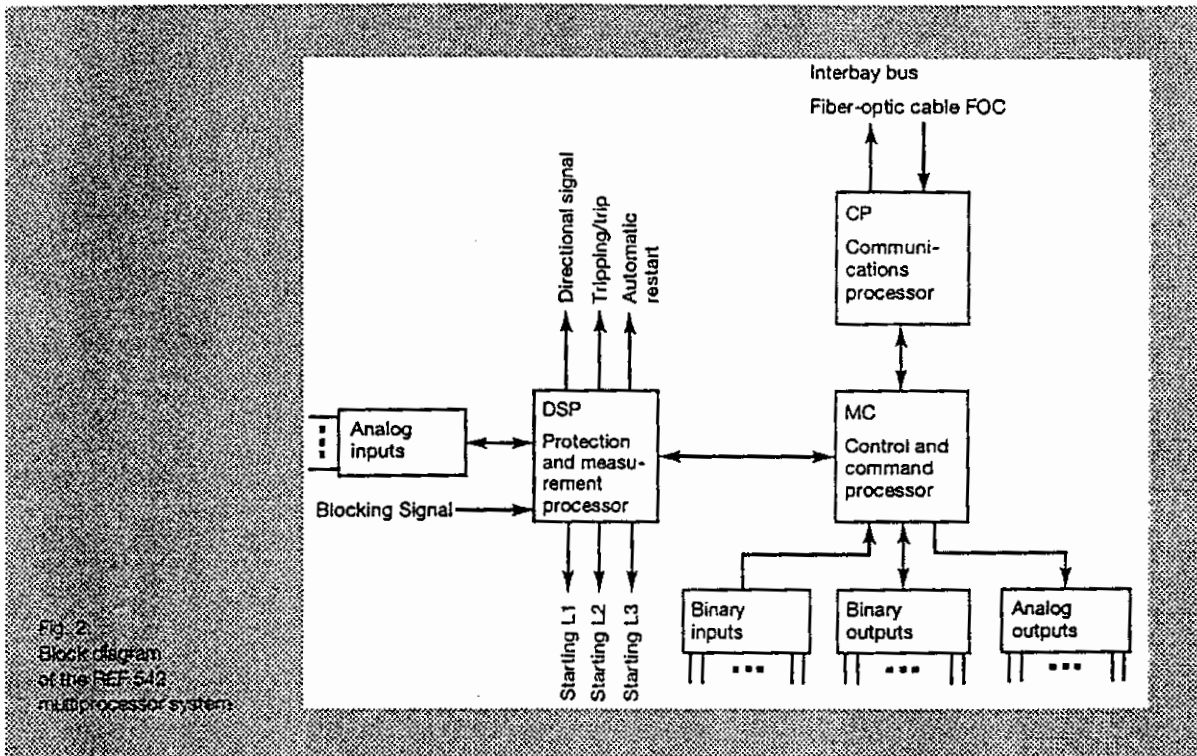 Interbay bus
Fiber-optic cable FOC
Directional signal
Tripping/trip
Automatic
restart
CP
Communi-
cations
processor
DSP
Protection
and measu-
rement
processor
MC
Control and
command
processor
Analog
inputs
Blocking Signal
Starting L1
Starting L2
Starting L3
Binary
inputs
Binary
outputs
Analog
outputs
Fig. 2:
Block diagram
of the REF 542
multiprocessor system